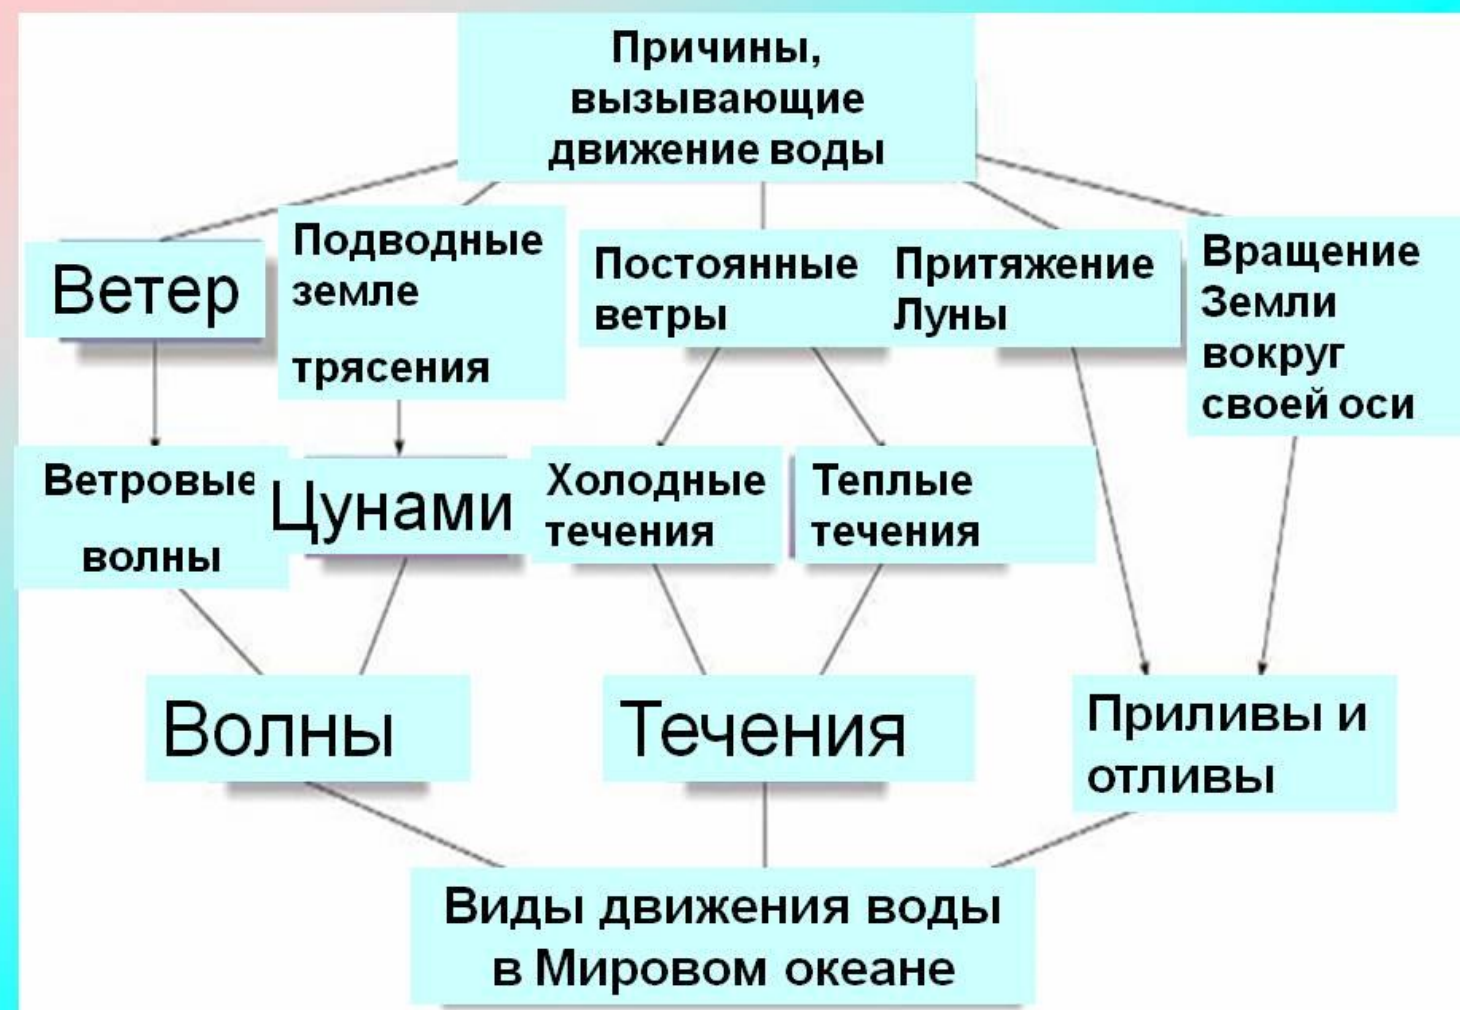 Причины,
вызывающие
движение воды
Ветер
Подводные
земле
трясения
Постоянные
ветры
Притяжение
Луны
Вращение
Земли
вокруг
своей оси
Ветровые
волны
Цунами
Холодные
течения
Теплые
течения
Волны
Течения
Приливы и
отливы
Виды движения воды
в Мировом океане